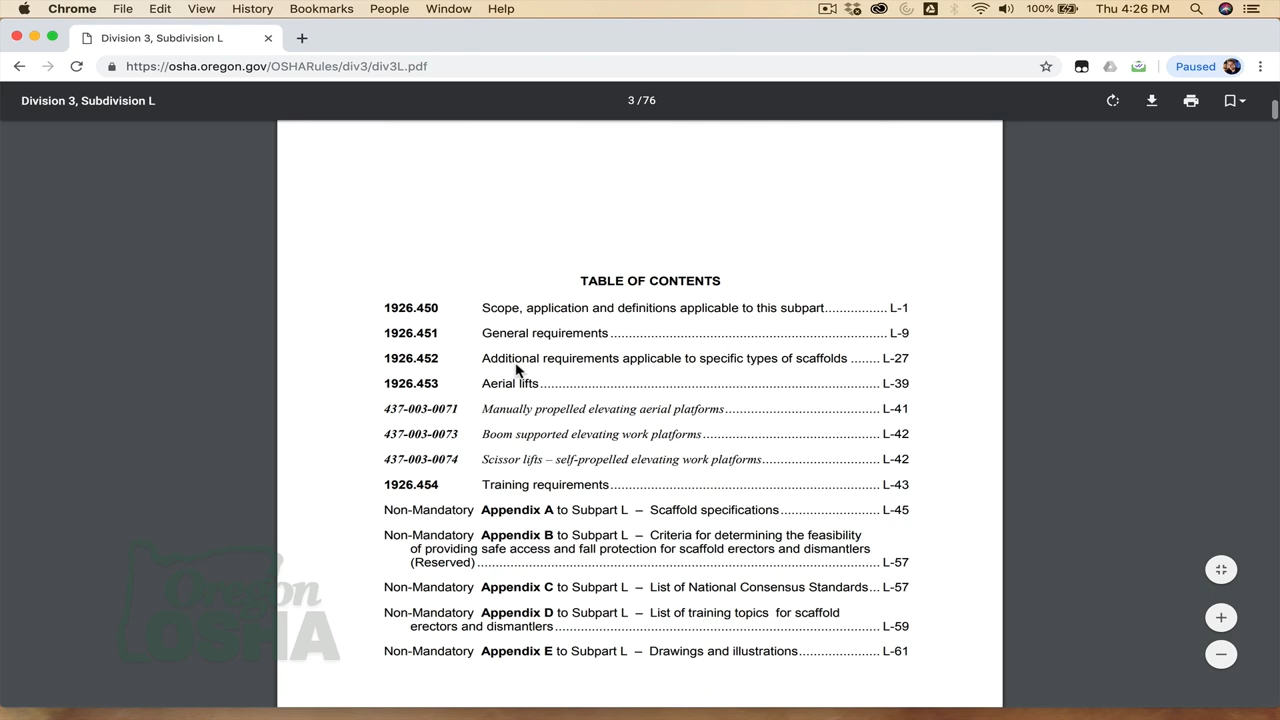 Chrome File Edit View History Bookmarks People Window Help 100% Thu 4:26 PM
Division 3, Subdivision L
https://osha.oregon.gov/OSHARules/div3/div3L.pdf Paused
Division 3, Subdivision L 3 / 76
TABLE OF CONTENTS
1926.450 Scope, application and definitions applicable to this subpart................ L-1
1926.451 General requirements ........................................................................... L-9
1926.452 Additional requirements applicable to specific types of scaffolds ........ L-27
1926.453 Aerial lifts............................................................................................... L-39
437-003-0071 Manually propelled elevating aerial platforms........................................... L-41
437-003-0073 Boom supported elevating work platforms................................................. L-42
437-003-0074 Scissor lifts – self-propelled elevating work platforms................................. L-42
1926.454 Training requirements........................................................................... L-43
Non-Mandatory Appendix A to Subpart L – Scaffold specifications............................ L-45
Non-Mandatory Appendix B to Subpart L – Criteria for determining the feasibility
of providing safe access and fall protection for scaffold erectors and dismantlers
(Reserved) ................................................................................................................ L-57
Non-Mandatory Appendix C to Subpart L – List of National Consensus Standards... L-57
Non-Mandatory Appendix D to Subpart L – List of training topics for scaffold
erectors and dismantlers......................................................................................... L-59
Non-Mandatory Appendix E to Subpart L – Drawings and illustrations...................... L-61
Oregon
OSHA